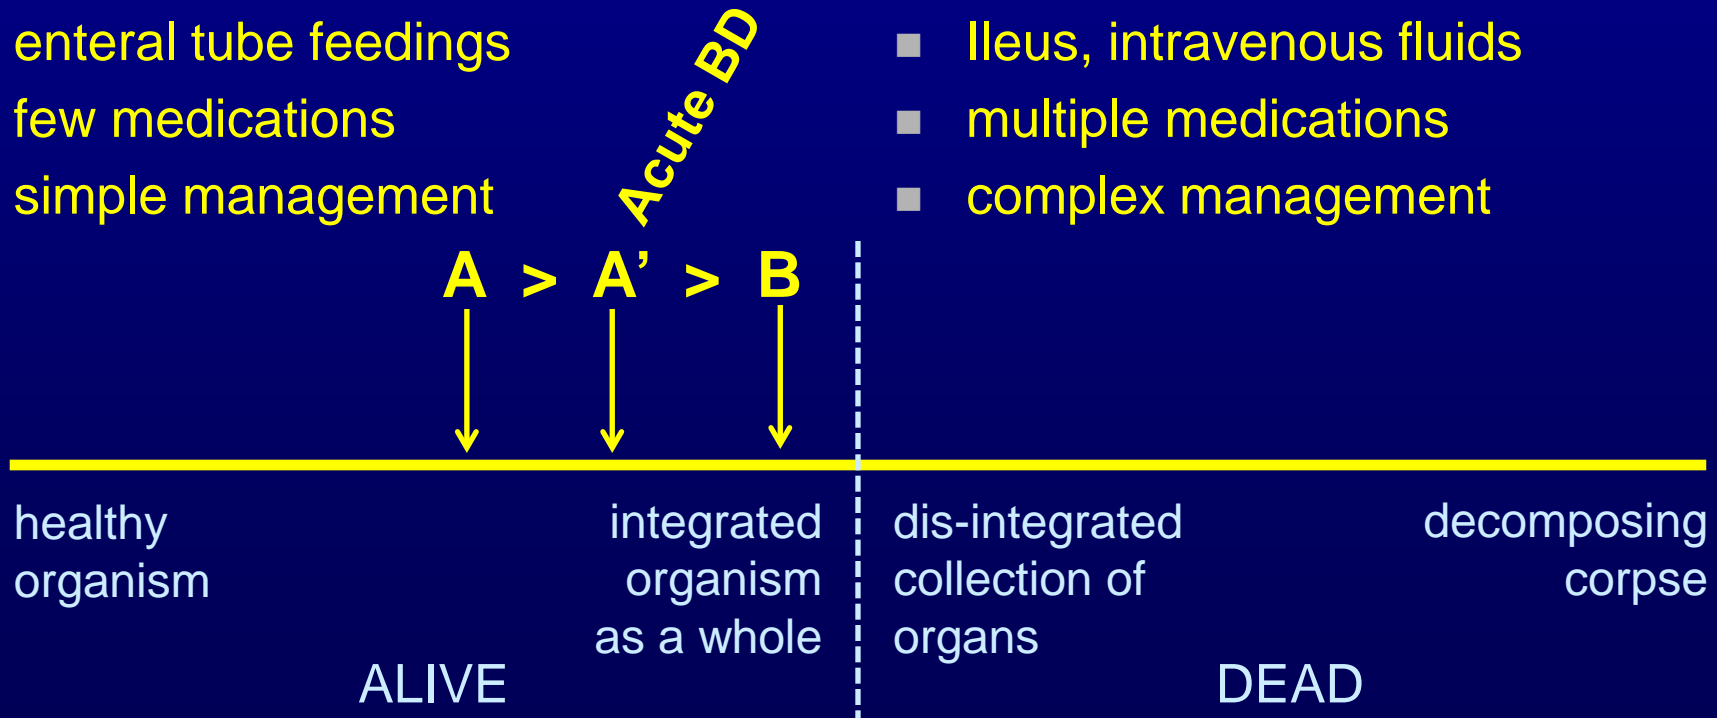 enteral tube feedings
few medications
simple management
Acute BD
■ Ileus, intravenous fluids
■ multiple medications
■ complex management
A > A’ > B
healthy
organism
integrated
organism
as a whole
dis-integrated
collection of
organs
decomposing
corpse
ALIVE
DEAD